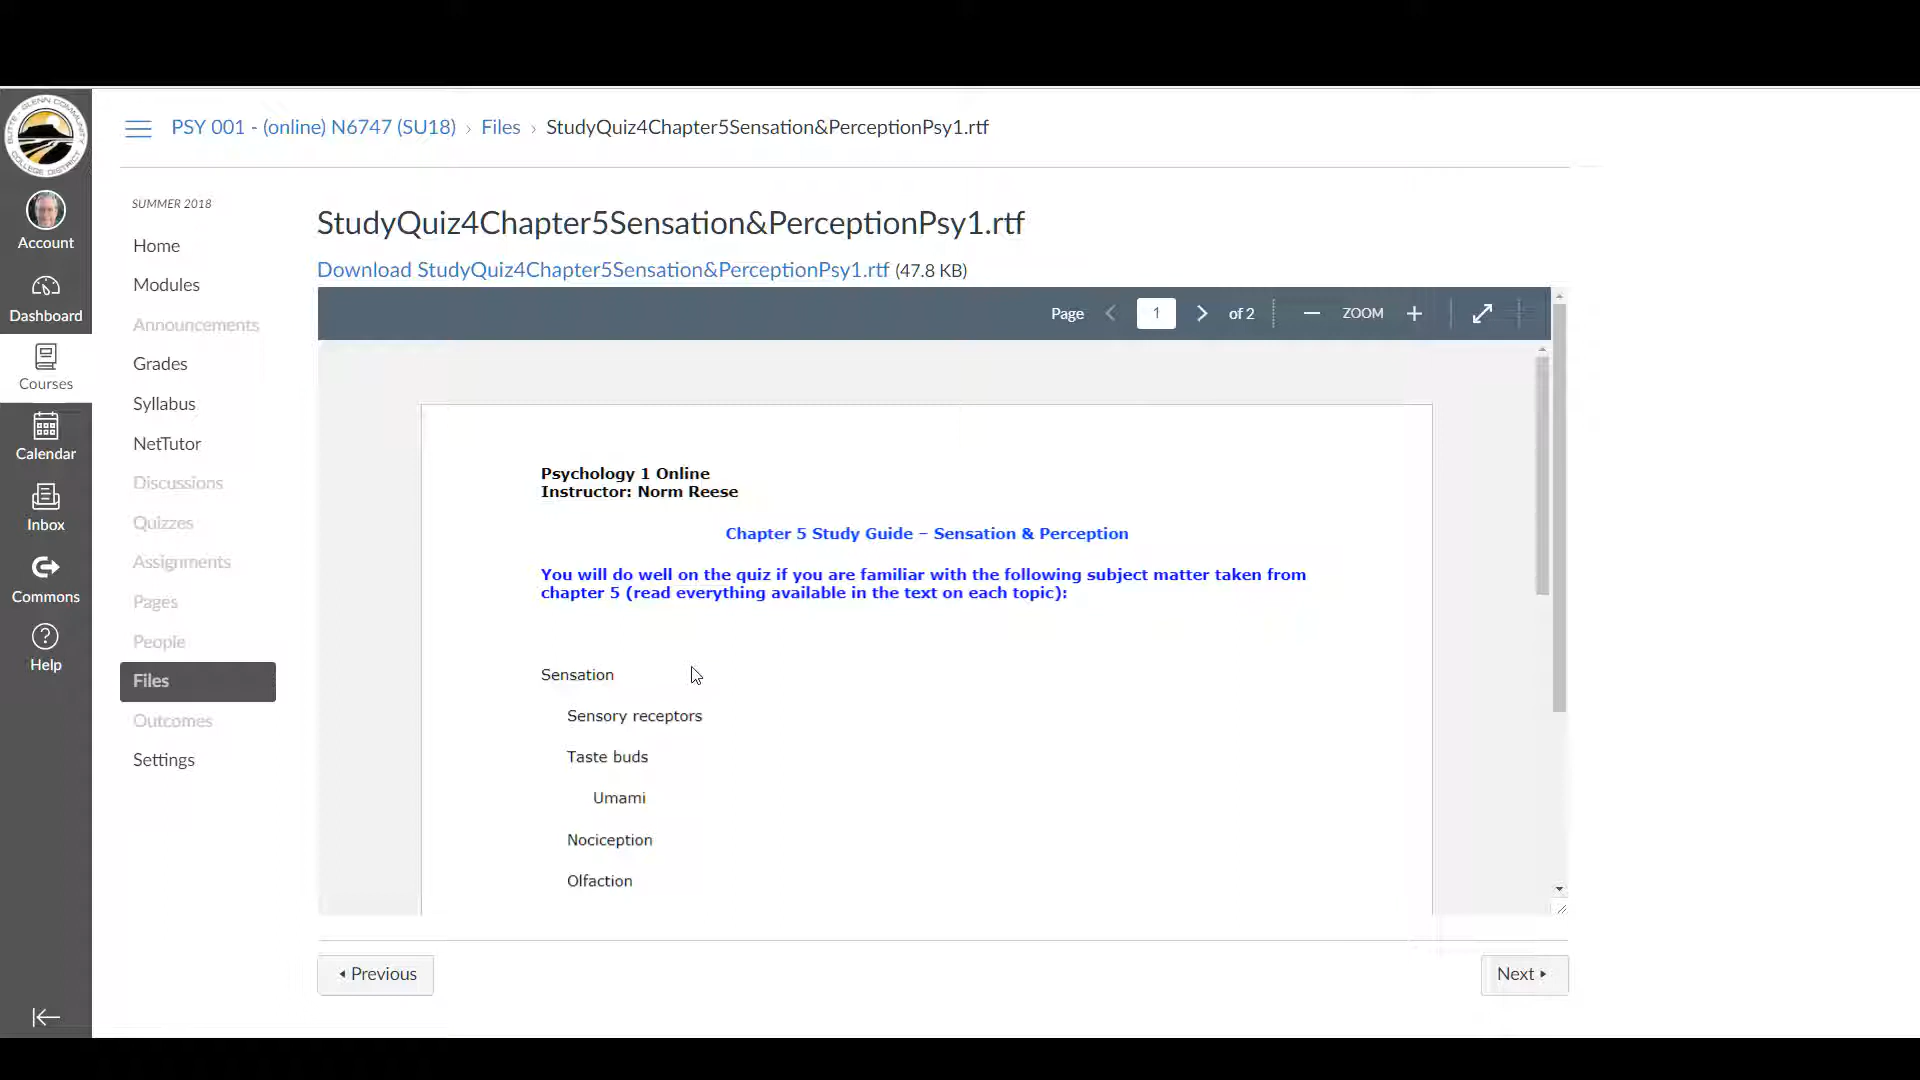 PSY 001 - (online) N6747 (SU18) › Files › StudyQuiz4Chapter5Sensation&PerceptionPsy1.rtf
Account
Dashboard
Courses
Calendar
Inbox
Commons
Help
SUMMER 2018
Home
Modules
Announcements
Grades
Syllabus
NetTutor
Discussions
Quizzes
Assignments
Pages
People
Files
Outcomes
Settings
StudyQuiz4Chapter5Sensation&PerceptionPsy1.rtf
Download StudyQuiz4Chapter5Sensation&PerceptionPsy1.rtf (47.8 KB)
Page 1 of 2 ZOOM
Psychology 1 Online
Instructor: Norm Reese
Chapter 5 Study Guide – Sensation & Perception
You will do well on the quiz if you are familiar with the following subject matter taken from
chapter 5 (read everything available in the text on each topic):
Sensation
Sensory receptors
Taste buds
Umami
Nociception
Olfaction
Previous
Next